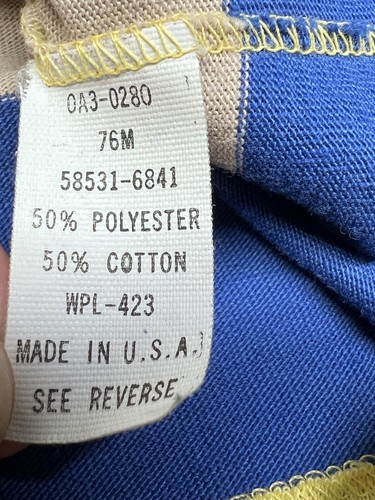 0A3-0280
76M
58531-6841
50% POLYESTER
50% COTTON
WPL-423
MADE IN U.S.A.
SEE REVERSE